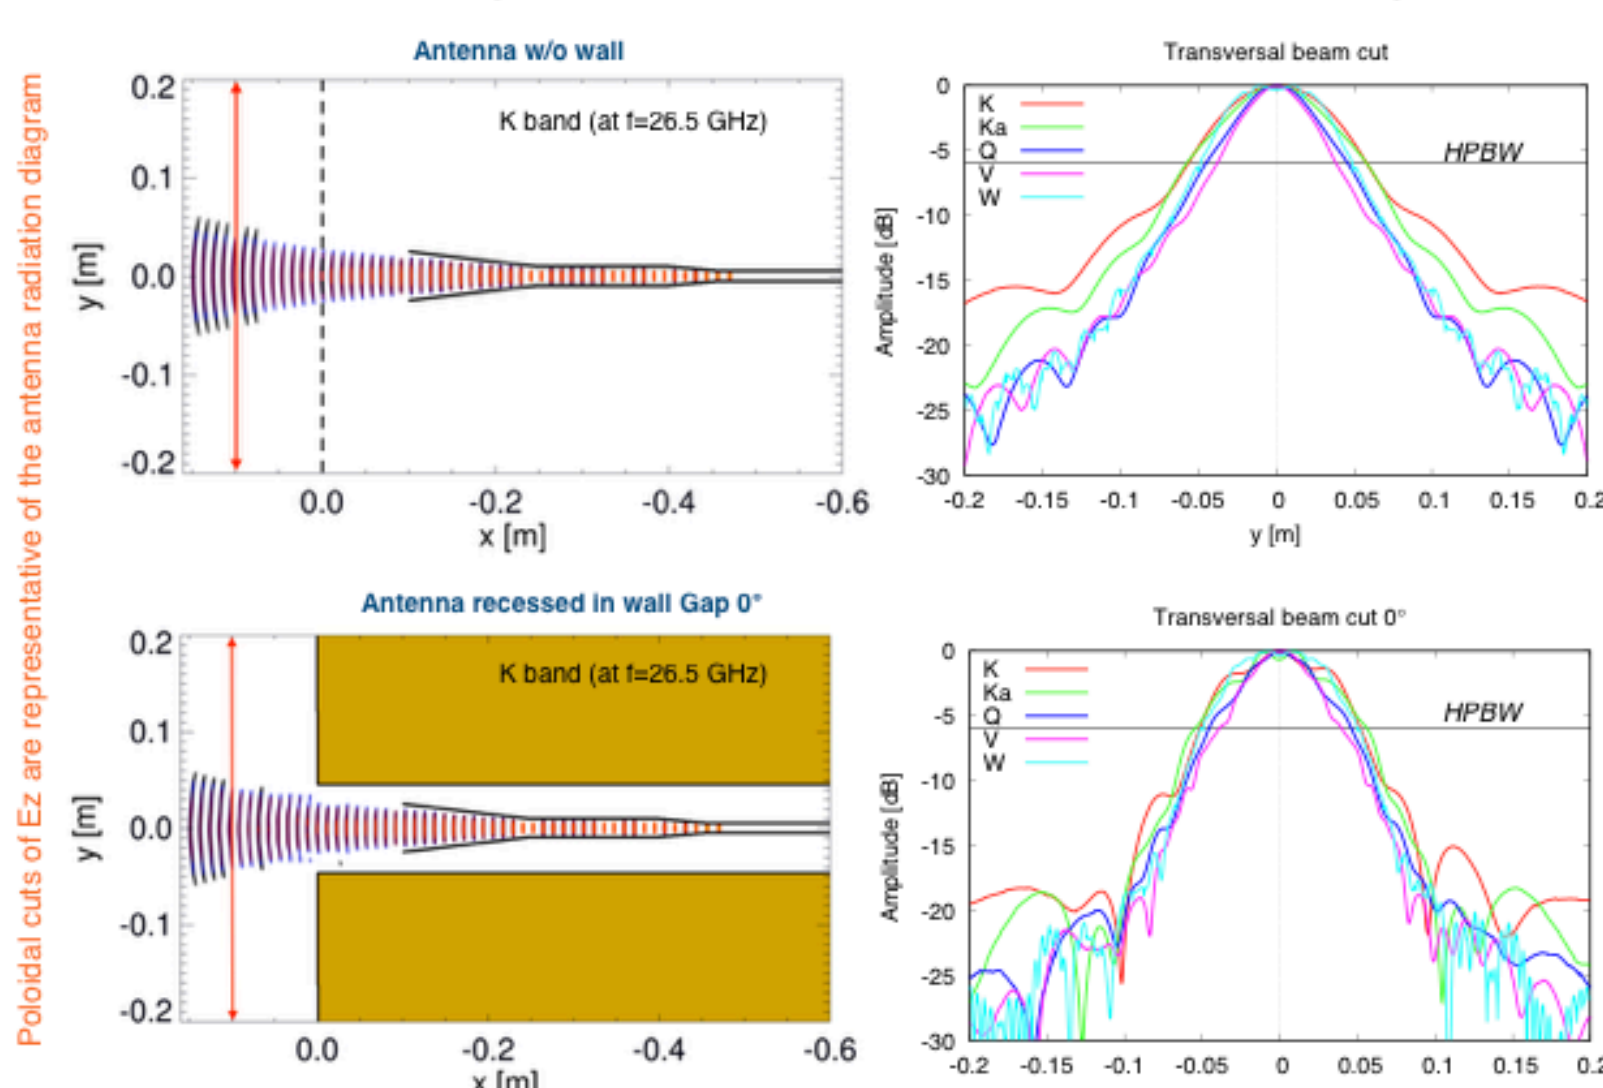 Poloidal cuts of Ez are representative of the antenna radiation diagram
Antenna w/o wall
K band (at f=26.5 GHz)
0.2
0.1
0.0
-0.1
-0.2
y [m]
0.0 -0.2 -0.4 -0.6
x [m]
Transversal beam cut
K
Ka
Q
V
W
HPBW
0
-5
-10
-15
-20
-25
-30
Amplitude [dB]
-0.2 -0.15 -0.1 -0.05 0 0.05 0.1 0.15 0.2
y [m]
Antenna recessed in wall Gap 0°
K band (at f=26.5 GHz)
0.2
0.1
0.0
-0.1
-0.2
y [m]
0.0 -0.2 -0.4 -0.6
x [m]
Transversal beam cut 0°
K
Ka
Q
V
W
HPBW
0
-5
-10
-15
-20
-25
-30
Amplitude [dB]
-0.2 -0.15 -0.1 -0.05 0 0.05 0.1 0.15 0.2